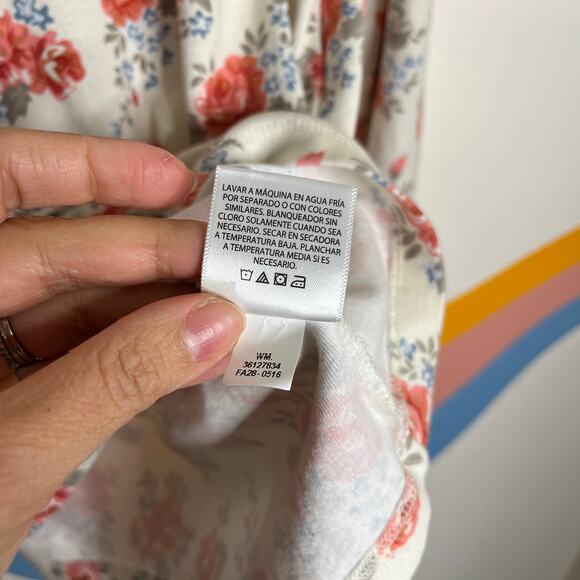 LAVAR A MÁQUINA EN AGUA FRÍA
POR SEPARADO O CON COLORES
SIMILARES. BLANQUEADOR SIN
CLORO SOLAMENTE CUANDO SEA
NECESARIO. SECAR EN SECADORA
A TEMPERATURA BAJA. PLANCHAR
A TEMPERATURA MEDIA SI ES
NECESARIO.
WM.
36127834
FA28-0516